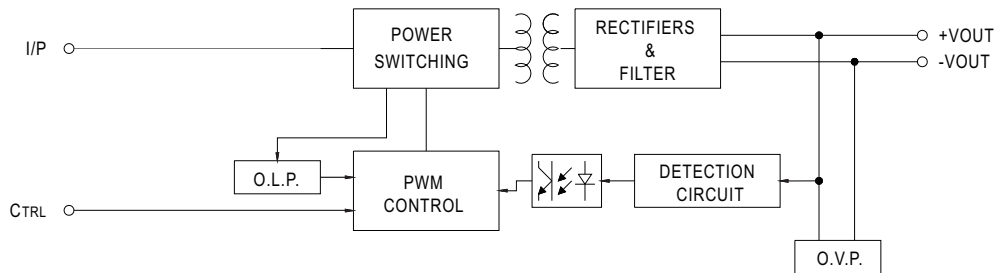 I/P
POWER
SWITCHING
RECTIFIERS
&
FILTER
+VOUT
-VOUT
O.L.P.
PWM
CONTROL
DETECTION
CIRCUIT
CTRL
O.V.P.